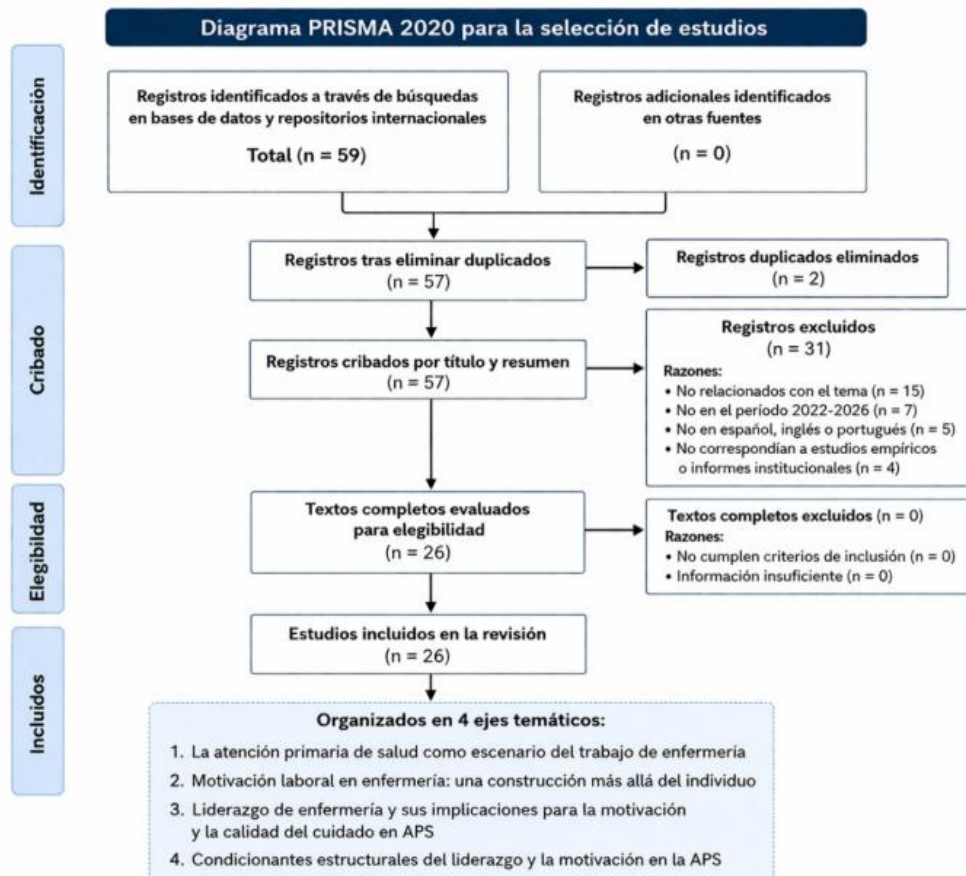 Diagrama PRISMA 2020 para la selección de estudios
Identificación
Registros identificados a través de búsquedas
en bases de datos y repositorios internacionales
Total (n = 59)
Registros adicionales identificados
en otras fuentes
(n = 0)
Cribado
Registros tras eliminar duplicados
(n = 57)
Registros duplicados eliminados
(n = 2)
Registros cribados por título y resumen
(n = 57)
Registros excluidos
(n = 31)
Razones:
• No relacionados con el tema (n = 15)
• No en el período 2022-2026 (n = 7)
• No en español, inglés o portugués (n = 5)
• No correspondían a estudios empíricos
o informes institucionales (n = 4)
Elegibildad
Textos completos evaluados
para elegibilidad
(n = 26)
Textos completos excluidos (n = 0)
Razones:
• No cumplen criterios de inclusión (n = 0)
• Información insuficiente (n = 0)
Incluidos
Estudios incluidos en la revisión
(n = 26)
Organizados en 4 ejes temáticos:
1. La atención primaria de salud como escenario del trabajo de enfermería
2. Motivación laboral en enfermería: una construcción más allá del individuo
3. Liderazgo de enfermería y sus implicaciones para la motivación
y la calidad del cuidado en APS
4. Condicionantes estructurales del liderazgo y la motivación en la APS